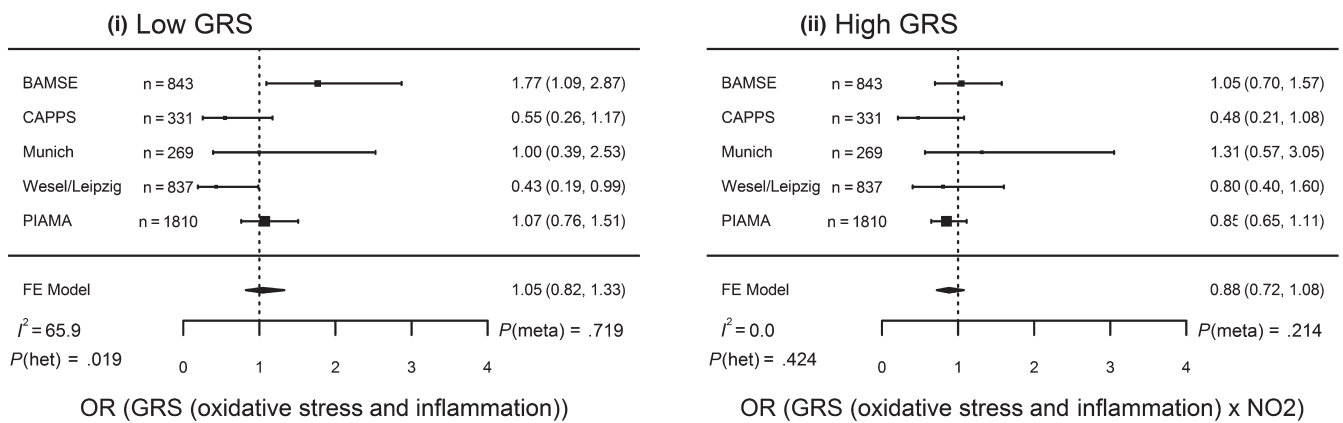 (i) Low GRS
BAMSE n = 843 1.77 (1.09, 2.87)
CAPPS n = 331 0.55 (0.26, 1.17)
Munich n = 269 1.00 (0.39, 2.53)
Wesel/Leipzig n = 837 0.43 (0.19, 0.99)
PIAMA n = 1810 1.07 (0.76, 1.51)
FE Model 1.05 (0.82, 1.33)
I² = 65.9 P(meta) = .719
P(het) = .019
0 1 2 3 4
OR (GRS (oxidative stress and inflammation))
(ii) High GRS
BAMSE n = 843 1.05 (0.70, 1.57)
CAPPS n = 331 0.48 (0.21, 1.08)
Munich n = 269 1.31 (0.57, 3.05)
Wesel/Leipzig n = 837 0.80 (0.40, 1.60)
PIAMA n = 1810 0.85 (0.65, 1.11)
FE Model 0.88 (0.72, 1.08)
I² = 0.0 P(meta) = .214
P(het) = .424
0 1 2 3 4
OR (GRS (oxidative stress and inflammation) x NO2)